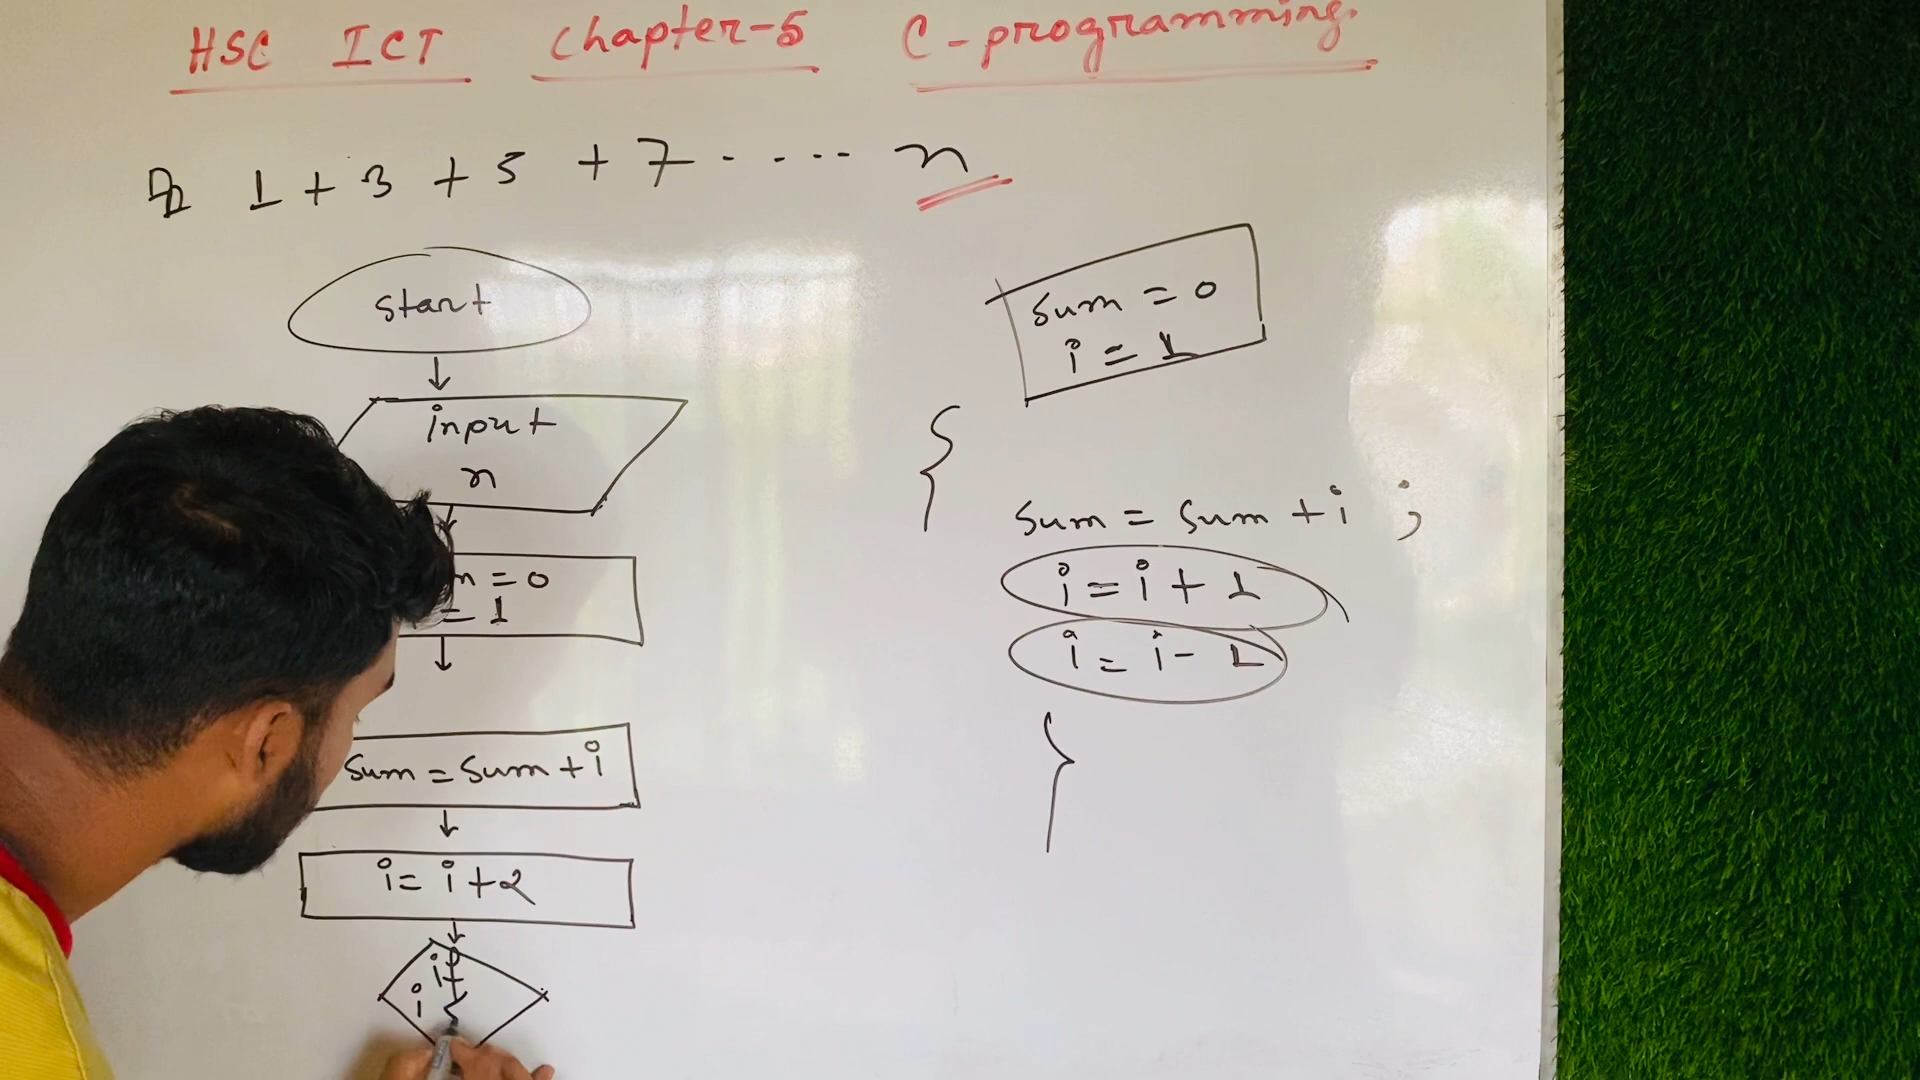 HSC ICT Chapter-5 C-programming.
1 + 3 + 5 + 7 ...... n
start
input
n
= 0
= 1
sum = sum + i
i = i + 2
if
i <
sum = 0
i = 1
{
sum = sum + i ;
i = i + 1
i = i - 1
}